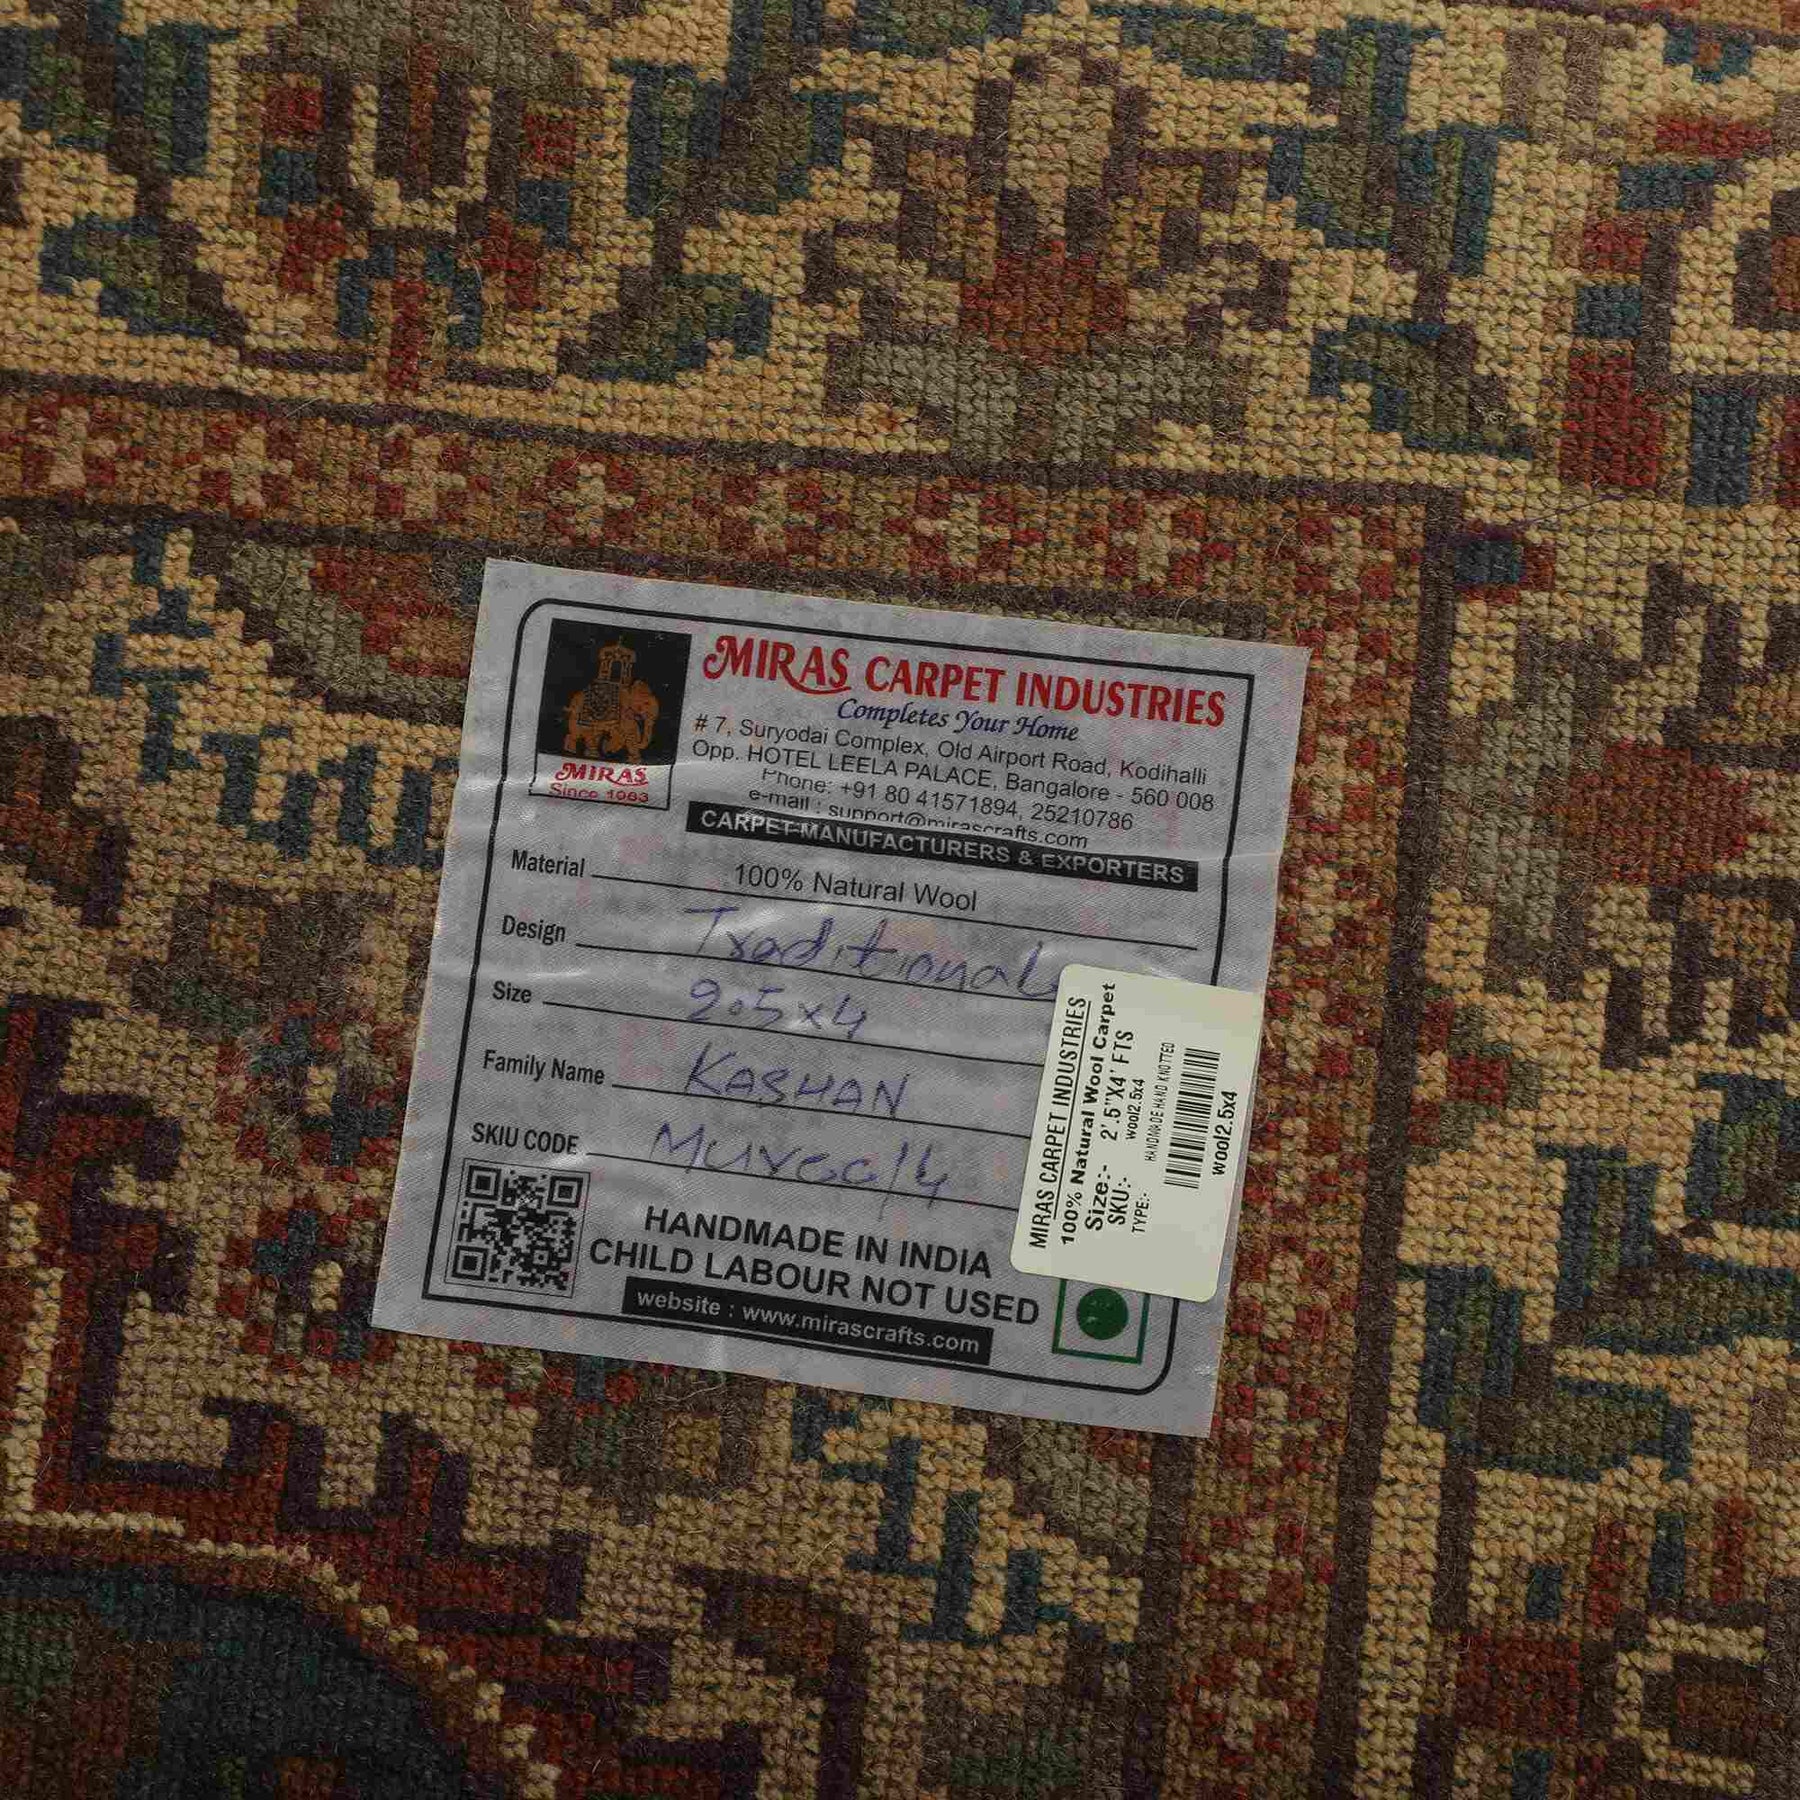 MIRAS CARPET INDUSTRIES
Completes Your Home
# 7, Suryodai Complex, Old Airport Road, Kodihalli
Opp. HOTEL LEELA PALACE, Bangalore - 560 008
Phone: +91 80 41571894, 25210786
e-mail : support@mirascrafts.com
MIRAS
Since 1963
CARPET MANUFACTURERS & EXPORTERS
Material 100% Natural Wool
Design Traditional
Size 2.5x4
Family Name KASHAN
SKIU CODE
HANDMADE IN INDIA
CHILD LABOUR NOT USED
website : www.mirascrafts.com
MIRAS CARPET INDUSTRIES
100% Natural Wool Carpet
Size:- 2'.5"X4' FTS
SKU:- wool2.5x4
TYPE:- HANDMADE HAND KNOTTED
wool2.5x4